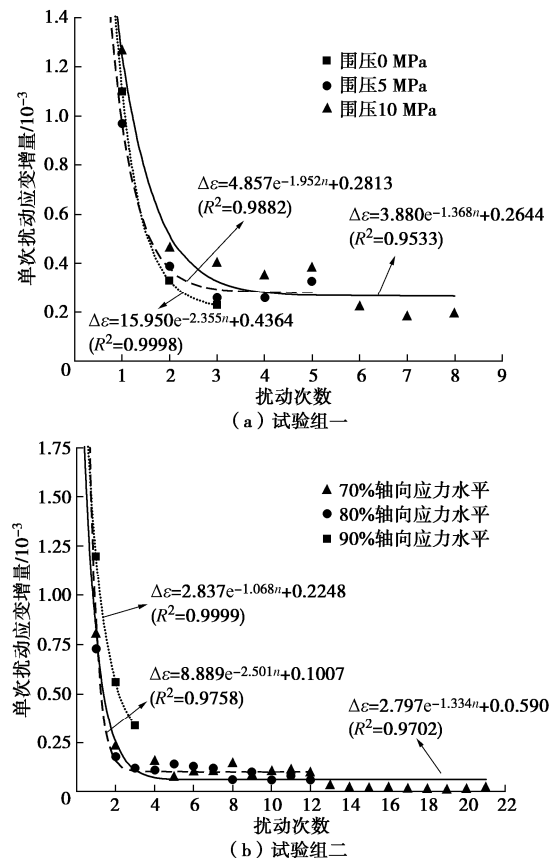 1.4
1.2
1.0
0.8
0.6
0.4
0.2
0
单次扰动应变增量/10⁻³
■ 围压0 MPa
● 围压5 MPa
▲ 围压10 MPa
Δε=4.857e⁻¹·⁹⁵²ⁿ+0.2813
(R²=0.9882)
Δε=3.880e⁻¹·³⁶⁸ⁿ+0.2644
(R²=0.9533)
Δε=15.950e⁻²·³⁵⁵ⁿ+0.4364
(R²=0.9998)
1 2 3 4 5 6 7 8 9
扰动次数
(a) 试验组一
1.75
1.50
1.25
1.00
0.75
0.50
0.25
0
单次扰动应变增量/10⁻³
▲ 70%轴向应力水平
● 80%轴向应力水平
■ 90%轴向应力水平
Δε=2.837e⁻¹·⁰⁶⁸ⁿ+0.2248
(R²=0.9999)
Δε=8.889e⁻²·⁵⁰¹ⁿ+0.1007
(R²=0.9758)
Δε=2.797e⁻¹·³³⁴ⁿ+0.0.590
(R²=0.9702)
2 4 6 8 10 12 14 16 18 20 22
扰动次数
(b) 试验组二